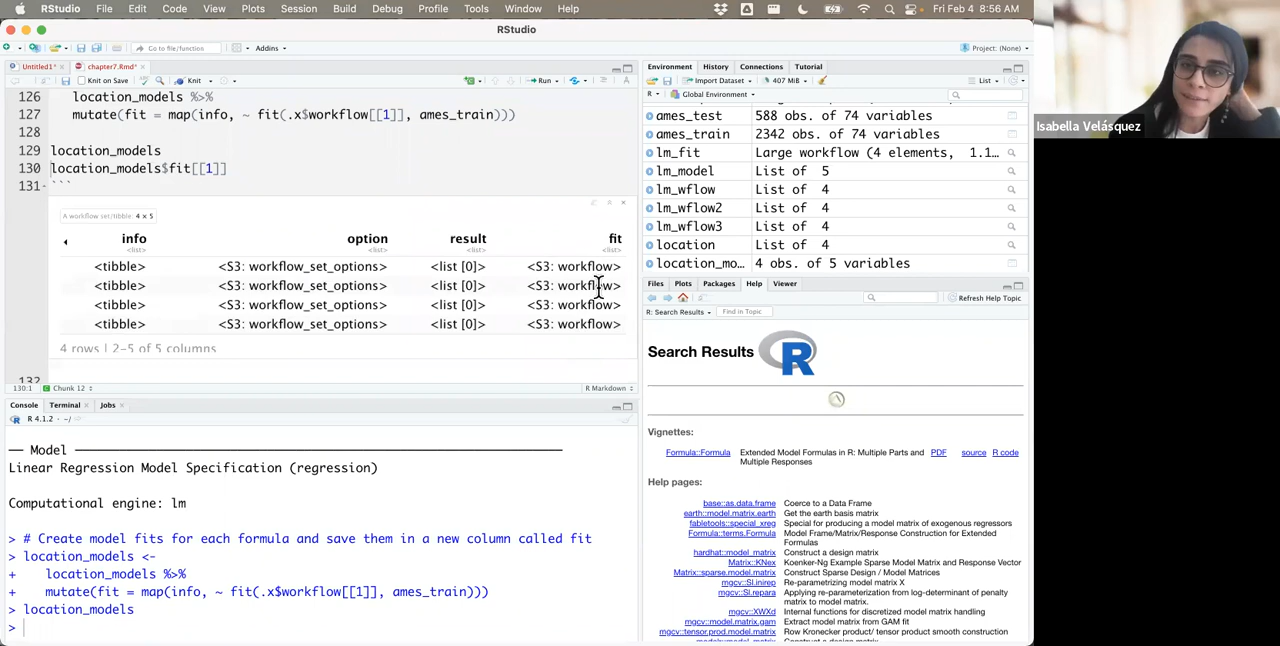 RStudio File Edit Code View Plots Session Build Debug Profile Tools Window Help Fri Feb 4 8:56 AM
RStudio
Go to file/function Addins Project: (None)
Untitled1* × chapter7.Rmd* ×
Knit on Save Knit Run
126 location_models %>%
127 mutate(fit = map(info, ~ fit(.x$workflow[[1]], ames_train)))
128
129 location_models
130 location_models$fit[[1]]
131 ```
A workflow set/tibble: 4 × 5
info option result fit
<list> <list> <list> <list>
<tibble> <S3: workflow_set_options> <list [0]> <S3: workflow>
<tibble> <S3: workflow_set_options> <list [0]> <S3: workflow>
<tibble> <S3: workflow_set_options> <list [0]> <S3: workflow>
<tibble> <S3: workflow_set_options> <list [0]> <S3: workflow>
4 rows | 2-5 of 5 columns
132
130:1 Chunk 12 R Markdown
Console Terminal × Jobs ×
R 4.1.2 · ~/
── Model ──────────
Linear Regression Model Specification (regression)
Computational engine: lm
> # Create model fits for each formula and save them in a new column called fit
> location_models <-
+ location_models %>%
+ mutate(fit = map(info, ~ fit(.x$workflow[[1]], ames_train)))
> location_models
>
Environment History Connections Tutorial
Import Dataset 407 MiB List
R Global Environment
ames_test 588 obs. of 74 variables
ames_train 2342 obs. of 74 variables
lm_fit Large workflow (4 elements, 1.1…
lm_model List of 5
lm_wflow List of 4
lm_wflow2 List of 4
lm_wflow3 List of 4
location List of 4
location_mo… 4 obs. of 5 variables
Files Plots Packages Help Viewer
Refresh Help Topic
R: Search Results Find in Topic
Search Results R
Vignettes:
Formula::Formula Extended Model Formulas in R: Multiple Parts and Multiple Responses PDF source R code
Help pages:
base::as.data.frame Coerce to a Data Frame
earth::model.matrix.earth Get the earth basis matrix
fabletools::special_xreg Special for producing a model matrix of exogenous regressors
Formula::terms.Formula Model Frame/Matrix/Response Construction for Extended Formulas
hardhat::model_matrix Construct a design matrix
Matrix::KNex Koenker-Ng Example Sparse Model Matrix and Response Vector
Matrix::sparse.model.matrix Construct Sparse Design / Model Matrices
mgcv::Sl.inirep Re-parametrizing model matrix X
mgcv::Sl.repara Applying re-parameterization from log-determinant of penalty matrix to model matrix.
mgcv::XWXd Internal functions for discretized model matrix handling
mgcv::model.matrix.gam Extract model matrix from GAM fit
mgcv::tensor.prod.model.matrix Row Kronecker product/ tensor product smooth construction
Isabella Velásquez